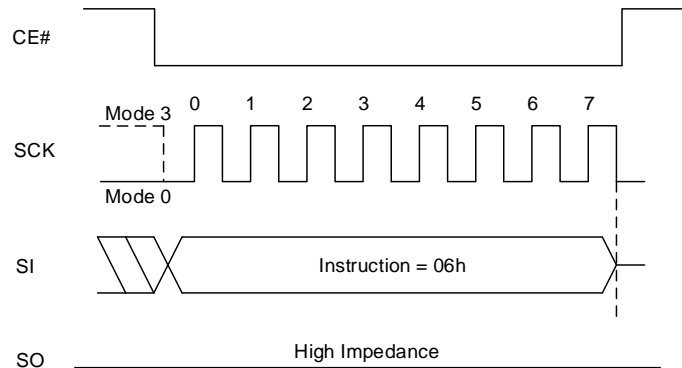 CE#
Mode 3
0 1 2 3 4 5 6 7
SCK
Mode 0
SI
Instruction = 06h
SO
High Impedance